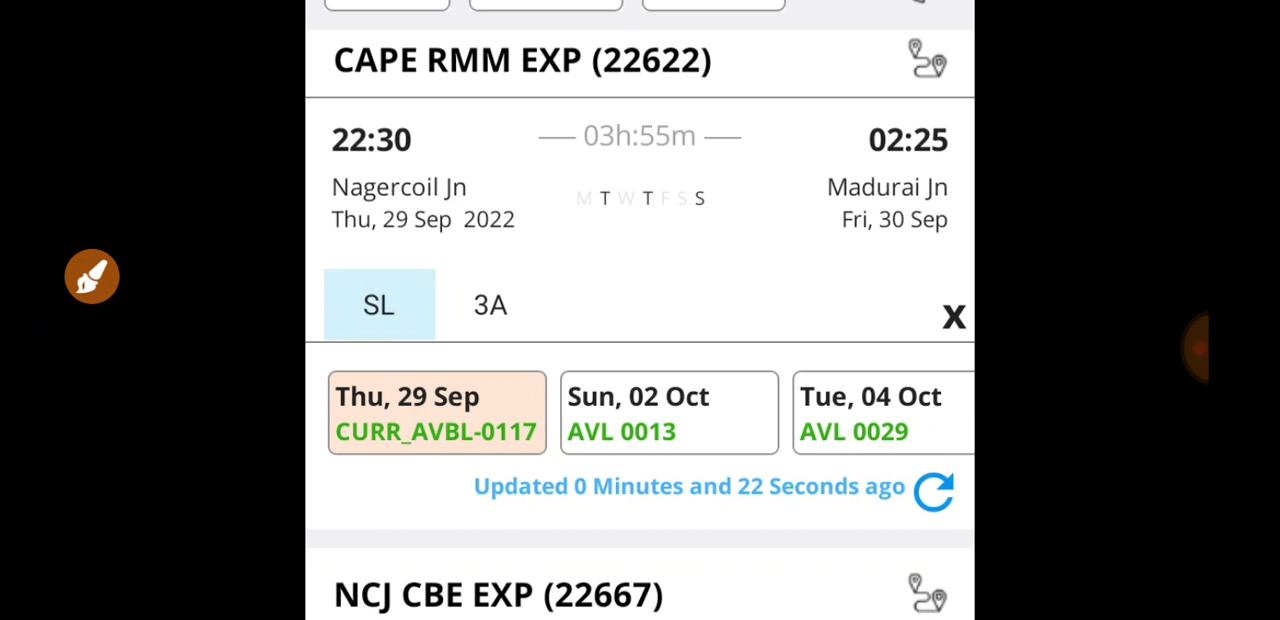 CAPE RMM EXP (22622)
22:30 03h:55m 02:25
Nagercoil Jn M T W T F S S Madurai Jn
Thu, 29 Sep 2022 Fri, 30 Sep
SL 3A X
Thu, 29 Sep Sun, 02 Oct Tue, 04 Oct
CURR_AVBL-0117 AVL 0013 AVL 0029
Updated 0 Minutes and 22 Seconds ago
NCJ CBE EXP (22667)